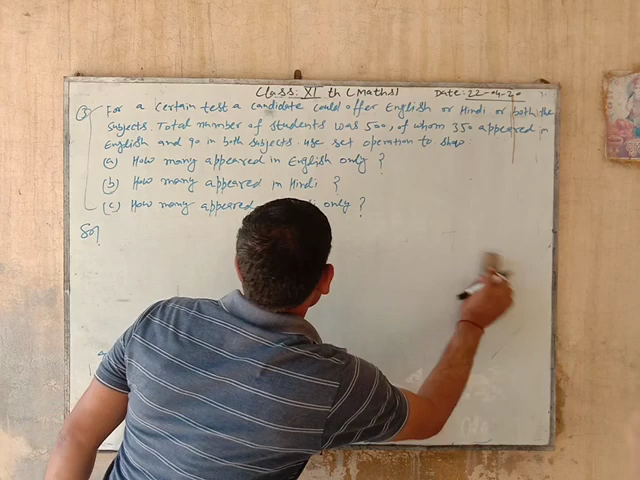 Class: XI th (Maths) Date: 22-04-20
Q For a certain test a candidate could offer English or Hindi or both the
subjects. Total number of students was 500, of whom 350 appeared in
English and 90 in both subjects. use set operation to show.
(a) How many appeared in English only ?
(b) How many appeared in Hindi ?
(c) How many appeared only ?
Sol